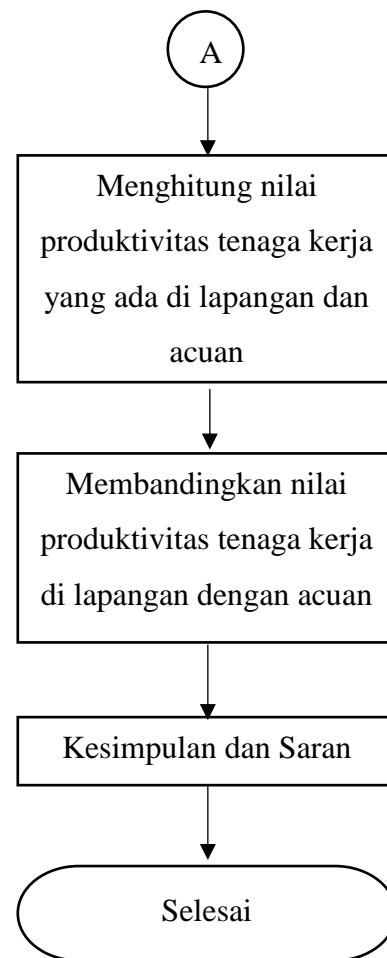 A
Menghitung nilai
produktivitas tenaga kerja
yang ada di lapangan dan
acuan
Membandingkan nilai
produktivitas tenaga kerja
di lapangan dengan acuan
Kesimpulan dan Saran
Selesai